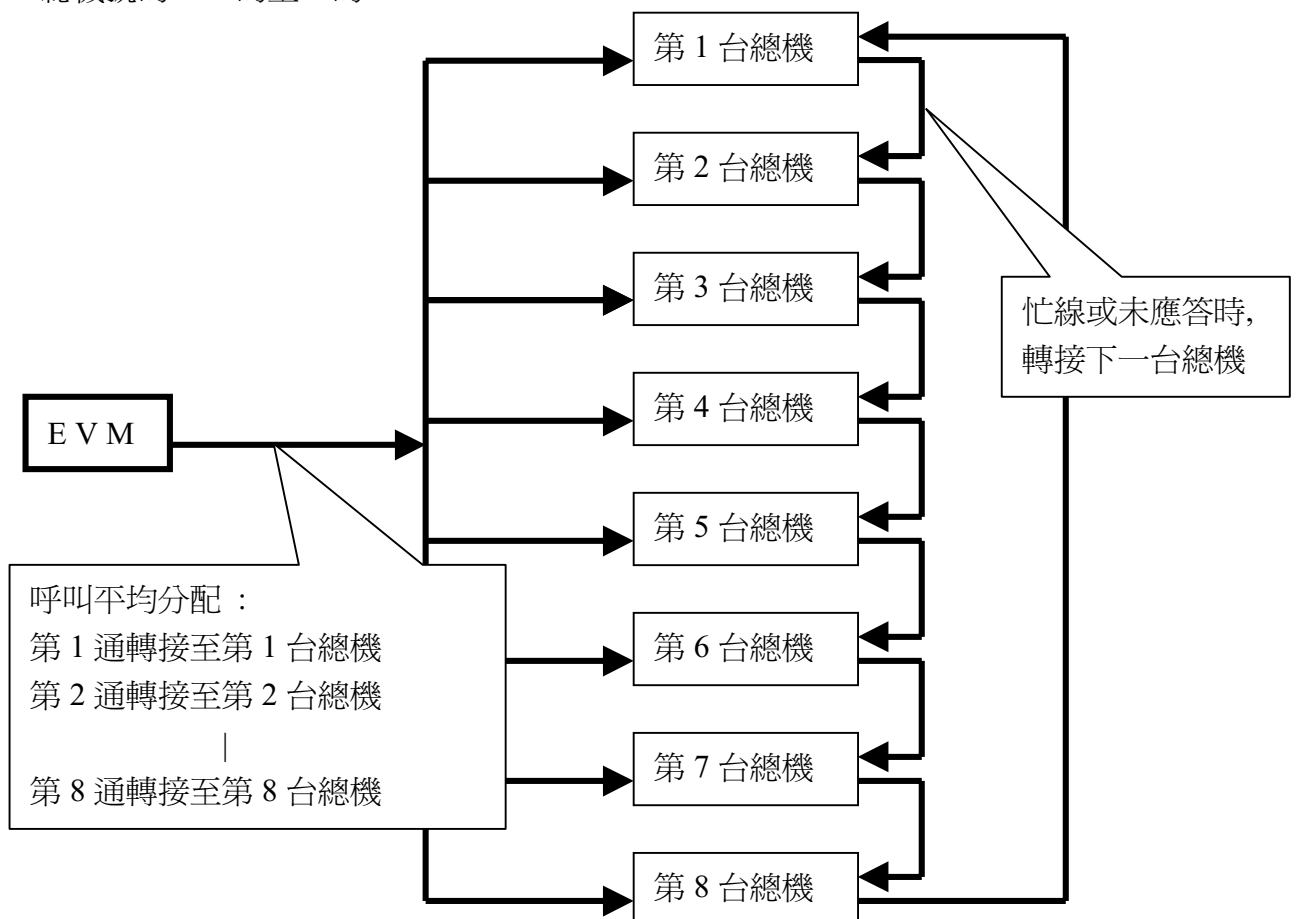 第 1 台總機
第 2 台總機
第 3 台總機
忙線或未應答時,
轉接下一台總機
第 4 台總機
E V M
第 5 台總機
呼叫平均分配 :
第 1 通轉接至第 1 台總機
第 2 通轉接至第 2 台總機
|
第 8 通轉接至第 8 台總機
第 6 台總機
第 7 台總機
第 8 台總機